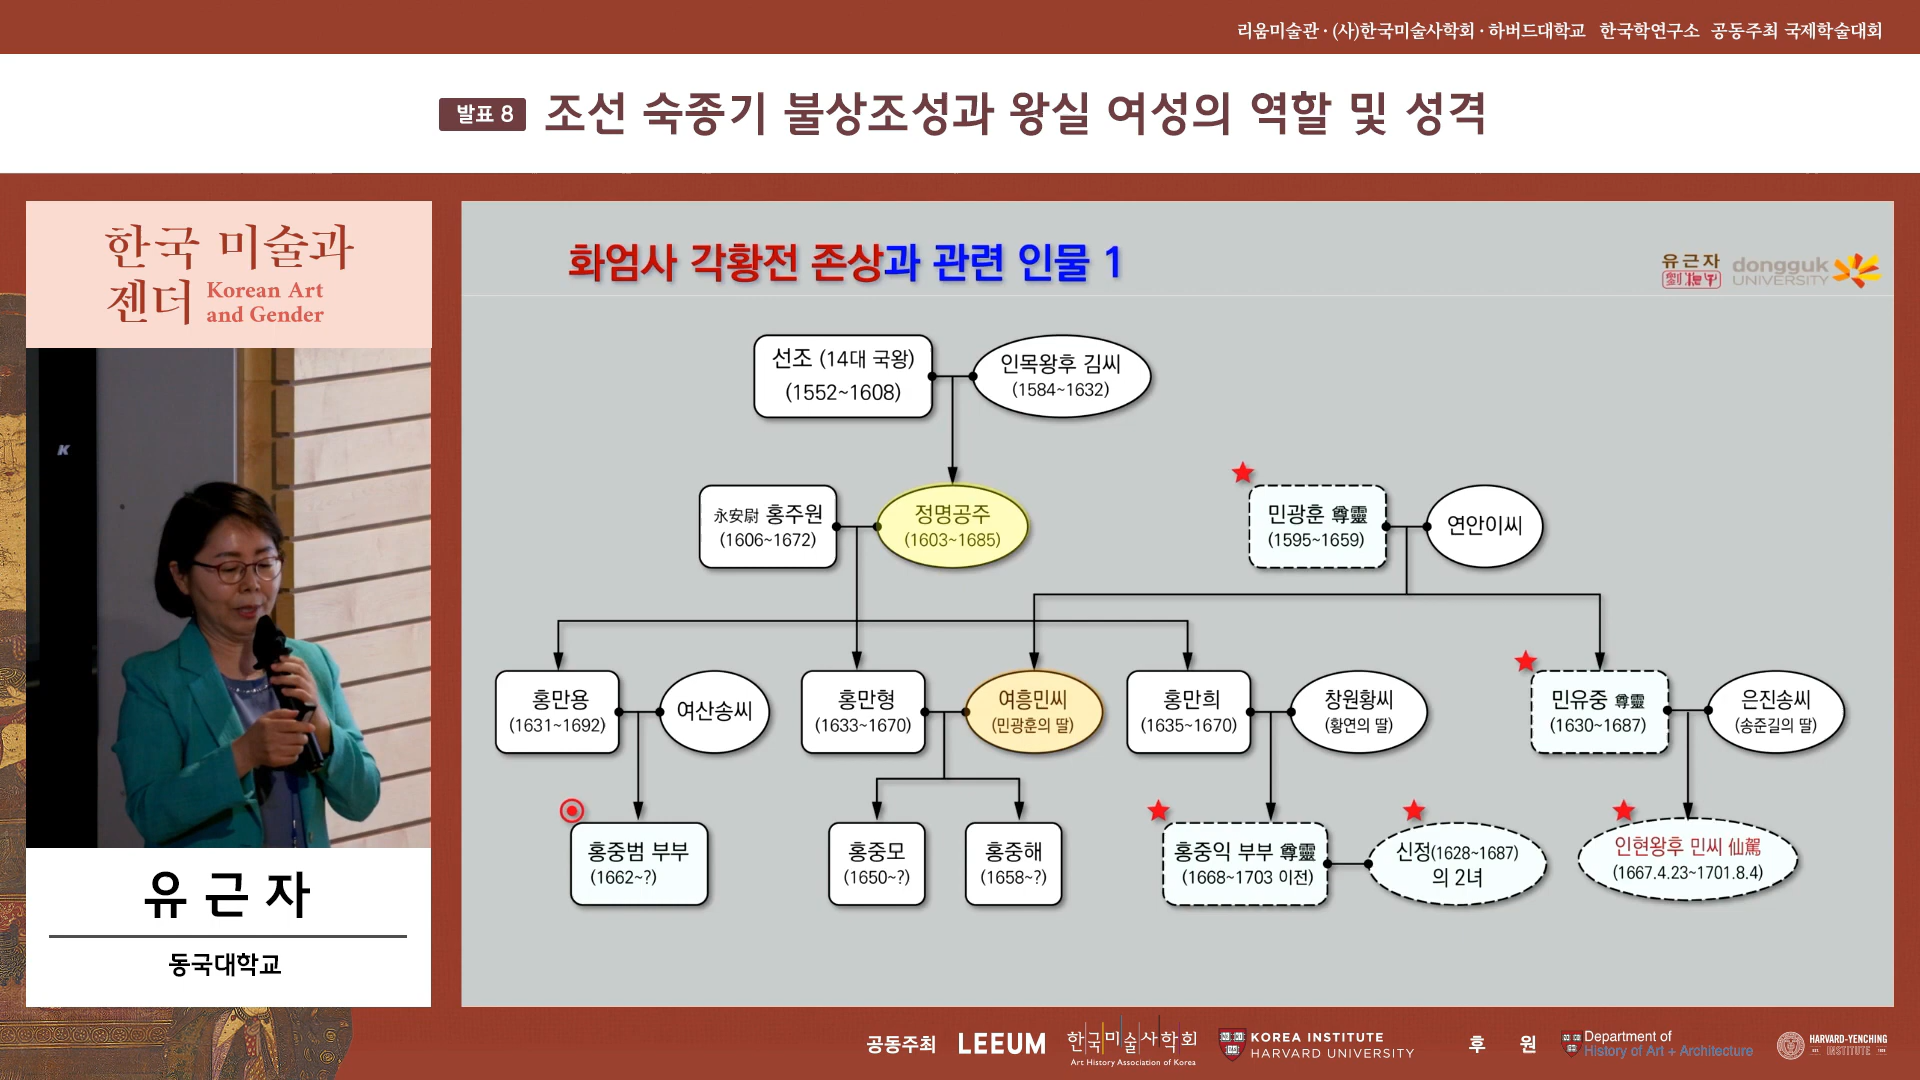 리움미술관 · (사)한국미술사학회 · 하버드대학교 한국학연구소 공동주최 국제학술대회
발표 8 조선 숙종기 불상조성과 왕실 여성의 역할 및 성격
한국 미술과
젠더 Korean Art
and Gender
K
유근자
동국대학교
화엄사 각황전 존상과 관련 인물 1
유근자
dongguk
UNIVERSITY
선조 (14대 국왕)
(1552~1608)
인목왕후 김씨
(1584~1632)
永安尉 홍주원
(1606~1672)
정명공주
(1603~1685)
민광훈 尊靈
(1595~1659)
연안이씨
홍만용
(1631~1692)
여산송씨
홍만형
(1633~1670)
여흥민씨
(민광훈의 딸)
홍만희
(1635~1670)
창원황씨
(황연의 딸)
민유중 尊靈
(1630~1687)
은진송씨
(송준길의 딸)
홍중범 부부
(1662~?)
홍중모
(1650~?)
홍중해
(1658~?)
홍중익 부부 尊靈
(1668~1703 이전)
신정(1628~1687)
의 2녀
인현왕후 민씨 仙駕
(1667.4.23~1701.8.4)
공동주최
LEEUM
한국미술사학회
Art History Association of Korea
KOREA INSTITUTE
HARVARD UNIVERSITY
후 원
Department of
History of Art + Architecture
HARVARD-YENCHING
INSTITUTE